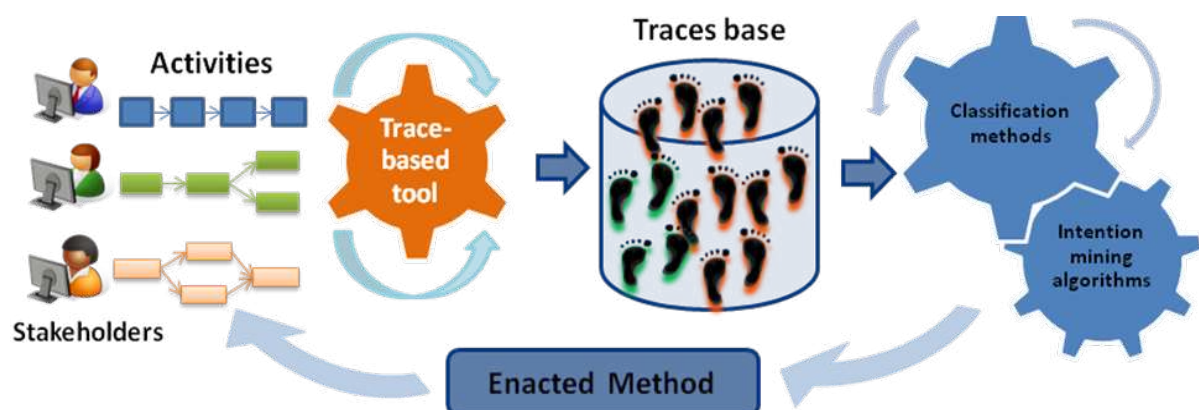 Activities
Stakeholders
Trace-
based
tool
Traces base
Classification
methods
Intention
mining
algorithms
Enacted Method